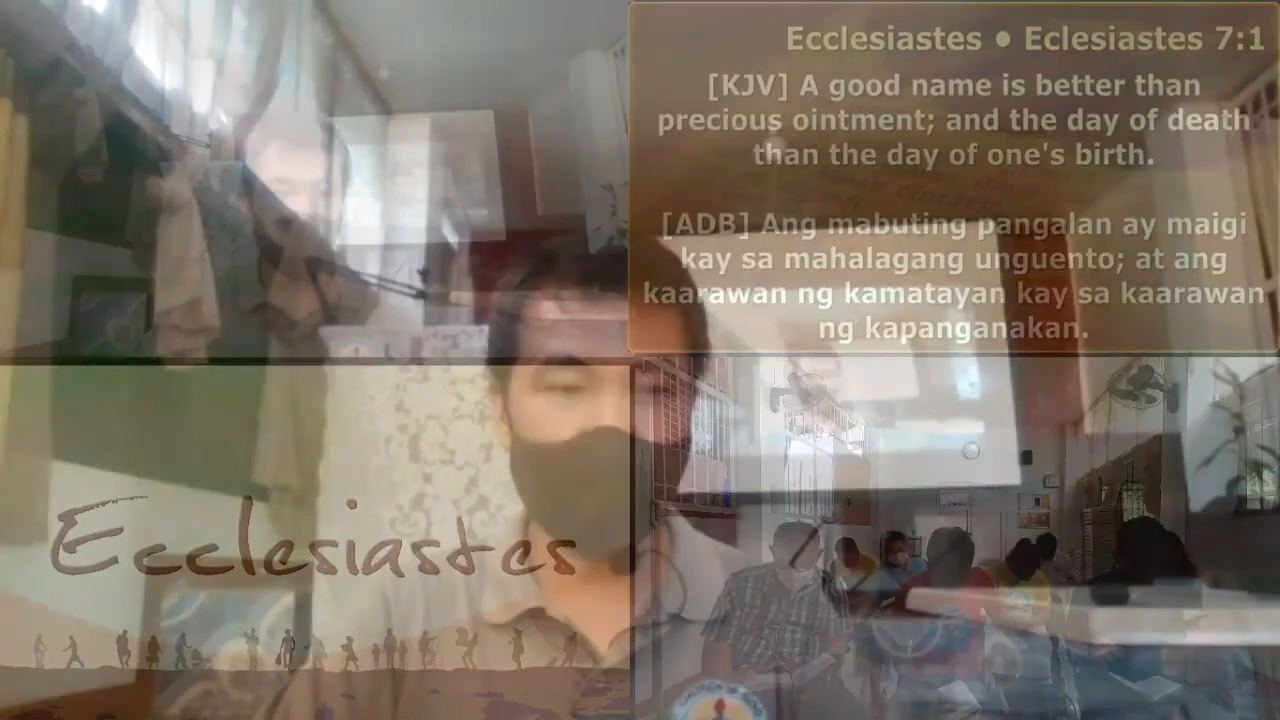 Ecclesiastes • Eclesiastes 7:1
[KJV] A good name is better than
precious ointment; and the day of death
than the day of one's birth.
[ADB] Ang mabuting pangalan ay maigi
kay sa mahalagang unguento; at ang
kaarawan ng kamatayan kay sa kaarawan
ng kapanganakan.
Ecclesiastes